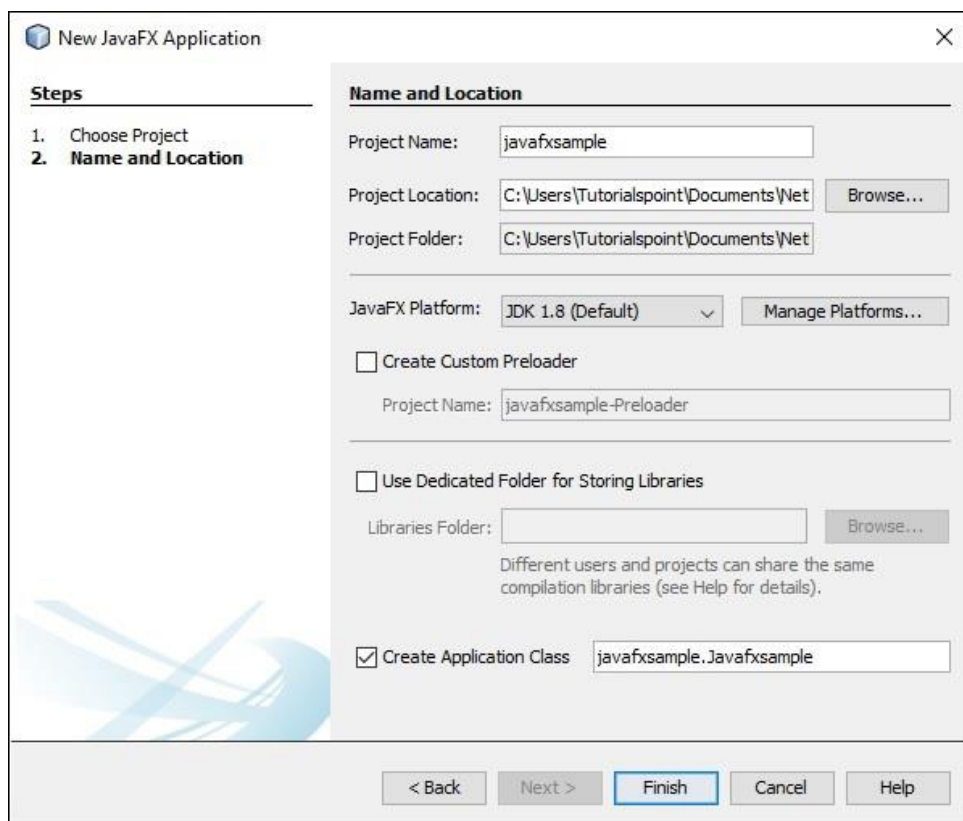 New JavaFX Application
Steps
1. Choose Project
2. Name and Location
Name and Location
Project Name: javafxsample
Project Location: C:\Users\Tutorialspoint\Documents\Net Browse...
Project Folder: C:\Users\Tutorialspoint\Documents\Net
JavaFX Platform: JDK 1.8 (Default) Manage Platforms...
Create Custom Preloader
Project Name: javafxsample-Preloader
Use Dedicated Folder for Storing Libraries
Libraries Folder: Browse...
Different users and projects can share the same
compilation libraries (see Help for details).
Create Application Class javafxsample.Javafxsample
< Back Next > Finish Cancel Help